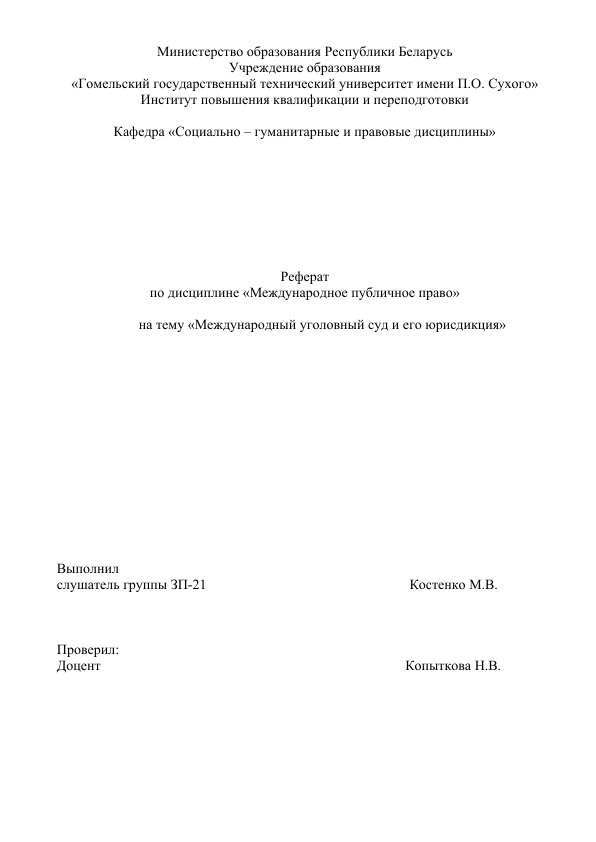 Министерство образования Республики Беларусь
Учреждение образования
«Гомельский государственный технический университет имени П.О. Сухого»
Институт повышения квалификации и переподготовки
Кафедра «Социально – гуманитарные и правовые дисциплины»
Реферат
по дисциплине «Международное публичное право»
на тему «Международный уголовный суд и его юрисдикция»
Выполнил
слушатель группы ЗП-21 Костенко М.В.
Проверил:
Доцент Копыткова Н.В.